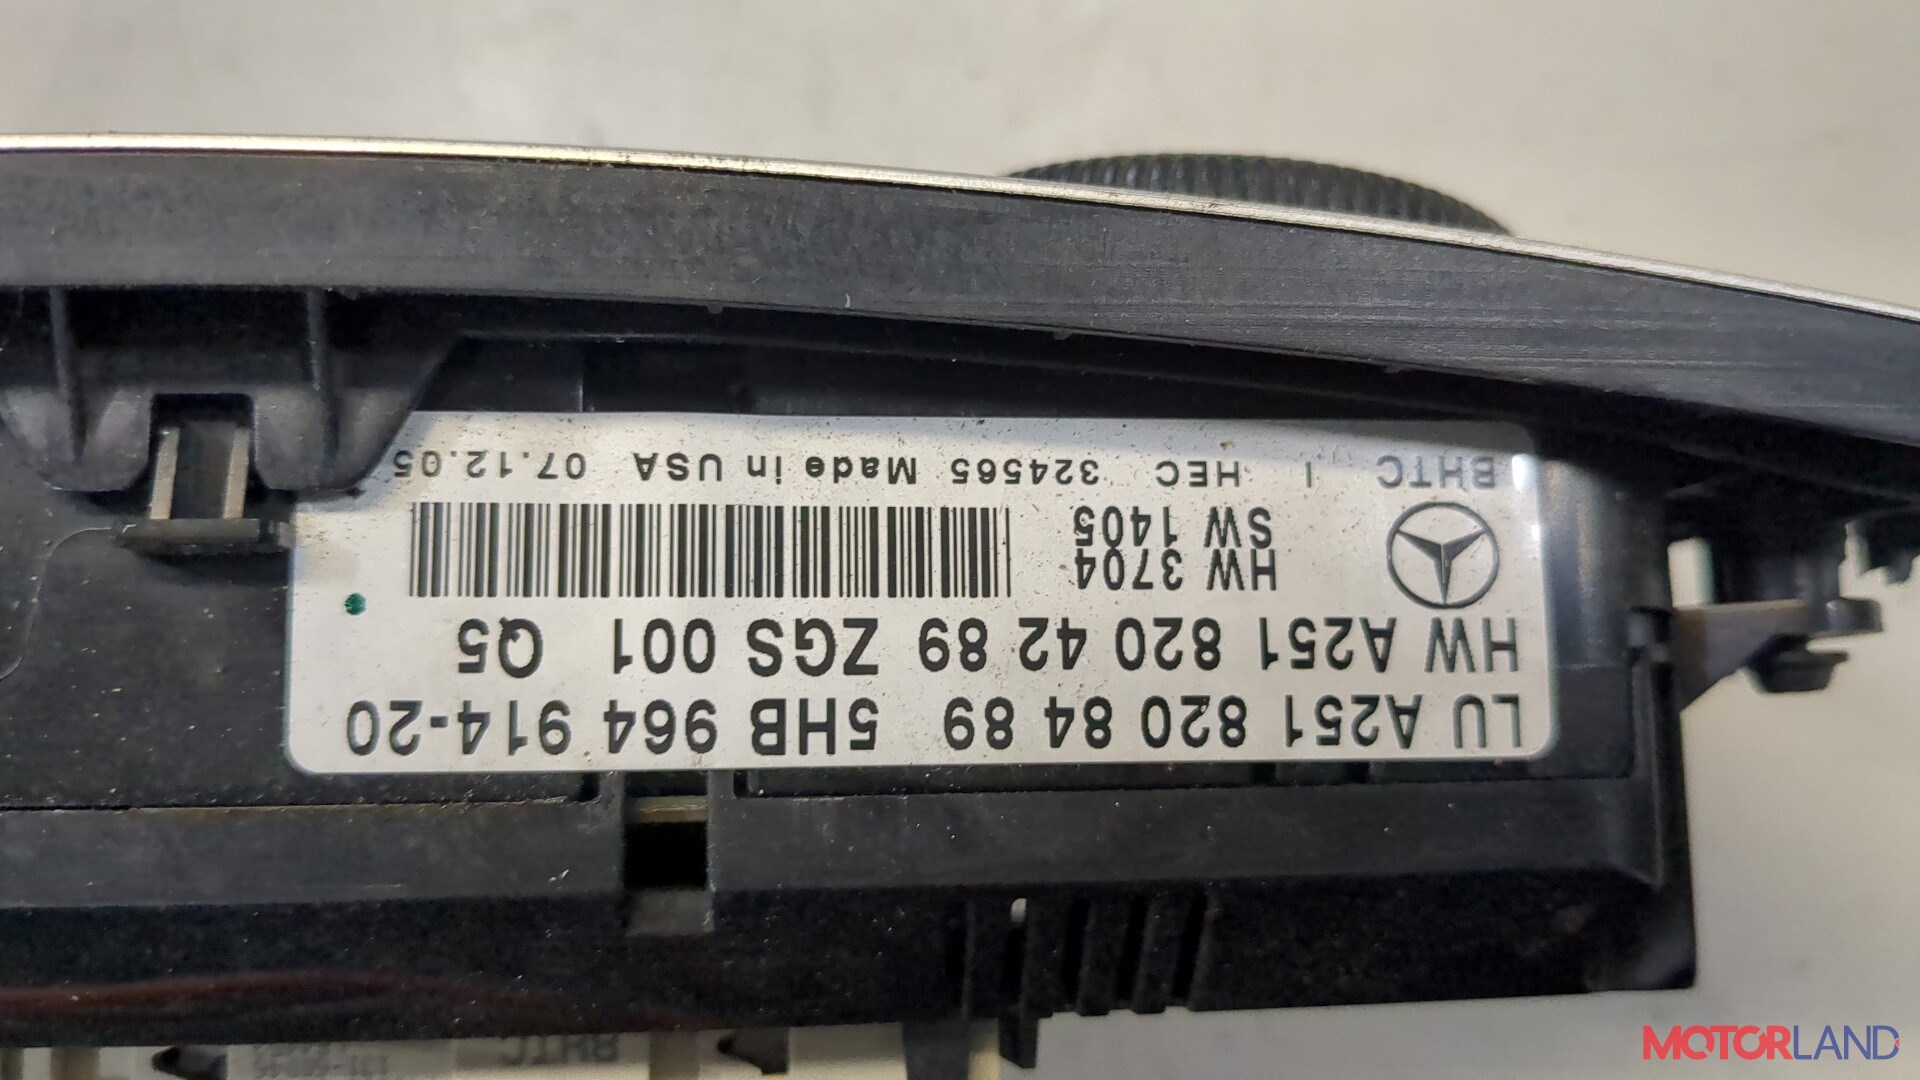 LU A251 820 84 89 5HB 964 914-20
HW A251 820 42 89 ZGS 001 Q5
HW 3704
SW 1405
BHTC I HEC 324565 Made in USA 07.12.05
BHTC
MOTORLAND